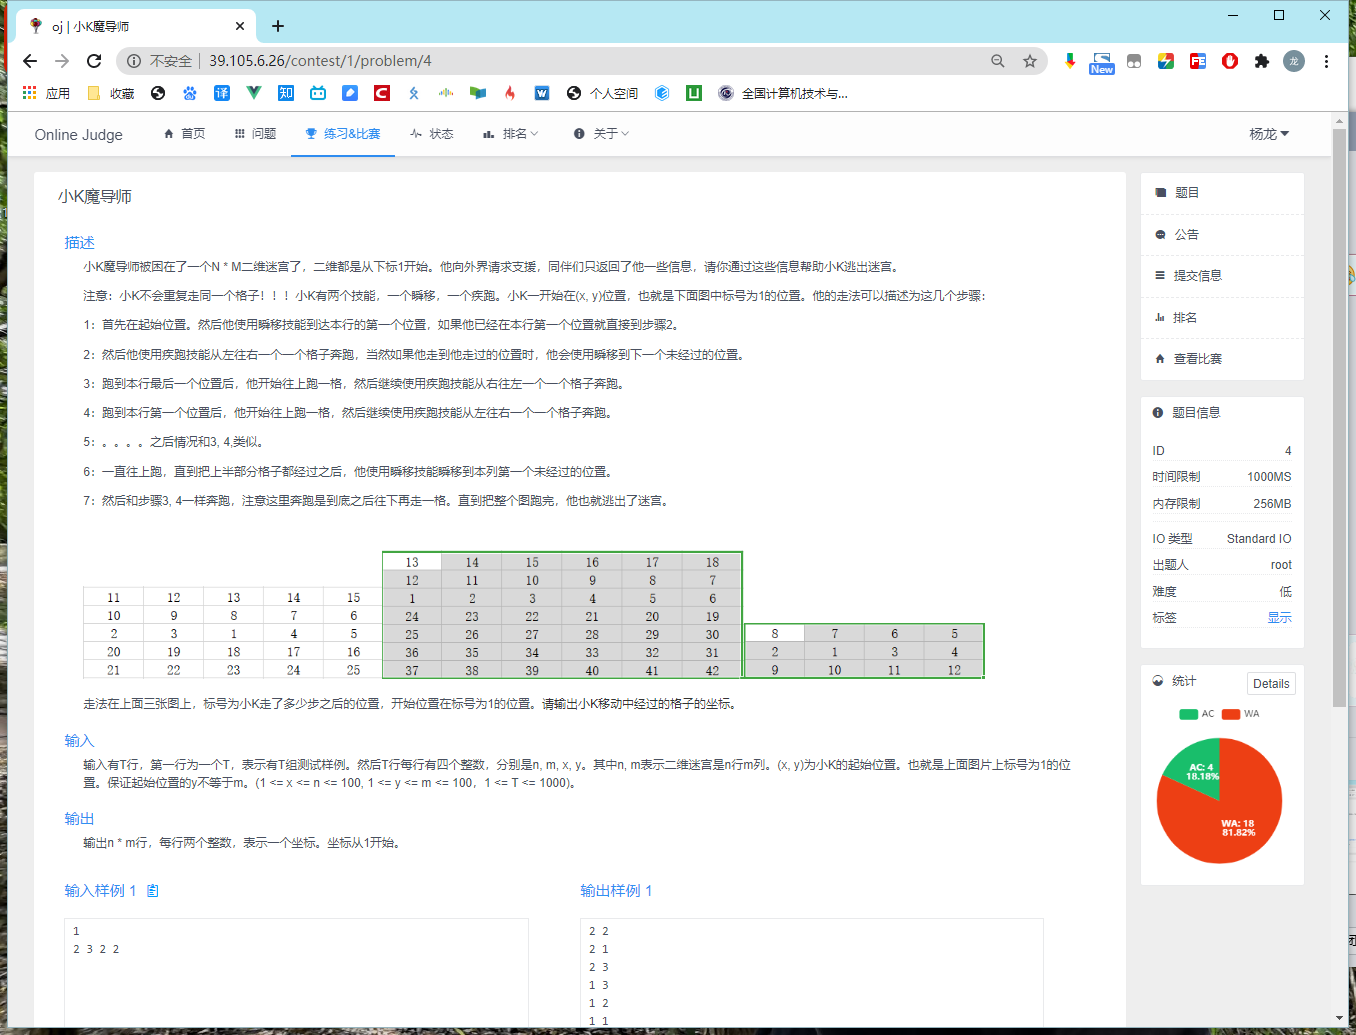 oj | 小K魔导师
不安全 39.105.6.26/contest/1/problem/4
New
应用 收藏 个人空间 全国计算机技术与...
Online Judge 首页 问题 练习&比赛 状态 排名 关于 杨龙
小K魔导师
描述
小K魔导师被困在了一个N * M二维迷宫了，二维都是从下标1开始。他向外界请求支援，同伴们只返回了他一些信息，请你通过这些信息帮助小K逃出迷宫。
注意：小K不会重复走同一个格子！！！小K有两个技能，一个瞬移，一个疾跑。小K一开始在(x, y)位置，也就是下面图中标号为1的位置。他的走法可以描述为这几个步骤：
1：首先在起始位置。然后他使用瞬移技能到达本行的第一个位置，如果他已经在本行第一个位置就直接到步骤2。
2：然后他使用疾跑技能从左往右一个一个格子奔跑，当然如果他走到他走过的位置时，他会使用瞬移到下一个未经过的位置。
3：跑到本行最后一个位置后，他开始往上跑一格，然后继续使用疾跑技能从右往左一个一个格子奔跑。
4：跑到本行第一个位置后，他开始往上跑一格，然后继续使用疾跑技能从左往右一个一个格子奔跑。
5：。。。。之后情况和3, 4,类似。
6：一直往上跑，直到把上半部分格子都经过之后，他使用瞬移技能瞬移到本列第一个未经过的位置。
7：然后和步骤3, 4一样奔跑，注意这里奔跑是到底之后往下再走一格。直到把整个图跑完，他也就逃出了迷宫。
11 12 13 14 15
10 9 8 7 6
2 3 1 4 5
20 19 18 17 16
21 22 23 24 25
13 14 15 16 17 18
12 11 10 9 8 7
1 2 3 4 5 6
24 23 22 21 20 19
25 26 27 28 29 30
36 35 34 33 32 31
37 38 39 40 41 42
8 7 6 5
2 1 3 4
9 10 11 12
走法在上面三张图上，标号为小K走了多少步之后的位置，开始位置在标号为1的位置。请输出小K移动中经过的格子的坐标。
输入
输入有T行，第一行为一个T，表示有T组测试样例。然后T行每行有四个整数，分别是n, m, x, y。其中n, m表示二维迷宫是n行m列。(x, y)为小K的起始位置。也就是上面图片上标号为1的位
置。保证起始位置的y不等于m。(1 <= x <= n <= 100, 1 <= y <= m <= 100，1 <= T <= 1000)。
输出
输出n * m行，每行两个整数，表示一个坐标。坐标从1开始。
输入样例 1
1
2 3 2 2
输出样例 1
2 2
2 1
2 3
1 3
1 2
1 1
题目
公告
提交信息
排名
查看比赛
题目信息
ID 4
时间限制 1000MS
内存限制 256MB
IO 类型 Standard IO
出题人 root
难度 低
标签 显示
统计 Details
AC WA
AC: 4
18.18%
WA: 18
81.82%